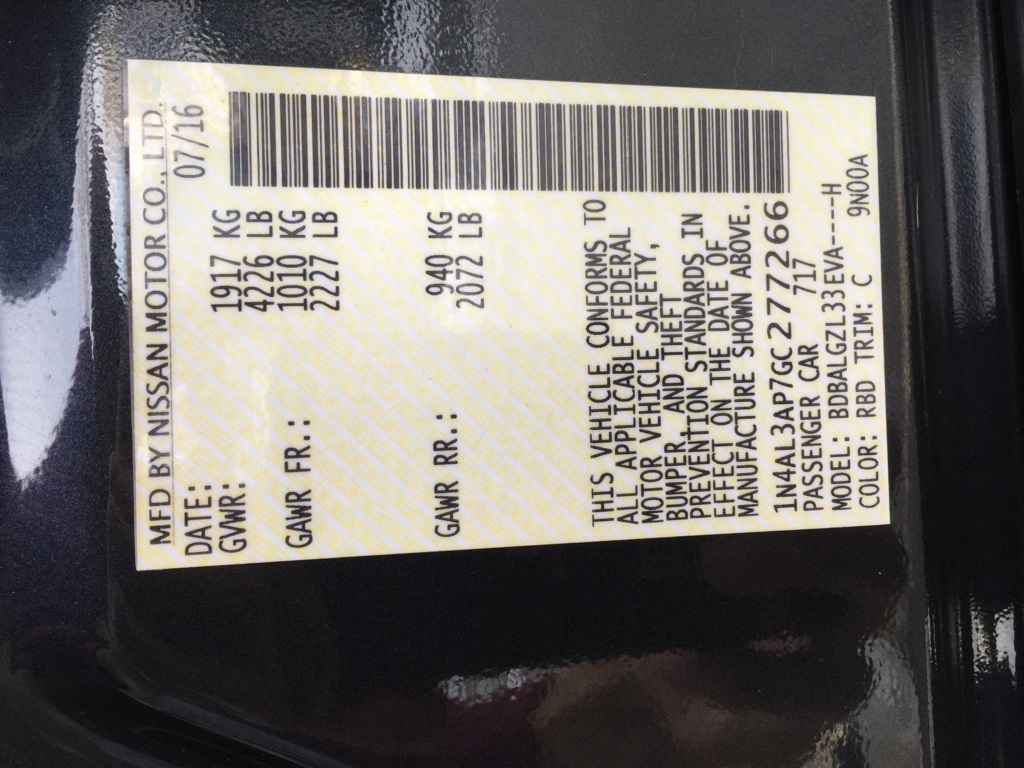 MFD BY NISSAN MOTOR CO., LTD.
DATE: 07/16
GVWR: 1917 KG
4226 LB
GAWR FR.: 1010 KG
2227 LB
GAWR RR.: 940 KG
2072 LB
THIS VEHICLE CONFORMS TO
ALL APPLICABLE FEDERAL
MOTOR VEHICLE SAFETY,
BUMPER, AND THEFT
PREVENTION STANDARDS IN
EFFECT ON THE DATE OF
MANUFACTURE SHOWN ABOVE.
1N4AL3AP7GC277266
PASSENGER CAR 717
MODEL: BDBALGZL33EVA-----H
COLOR: RBD TRIM: C 9N00A